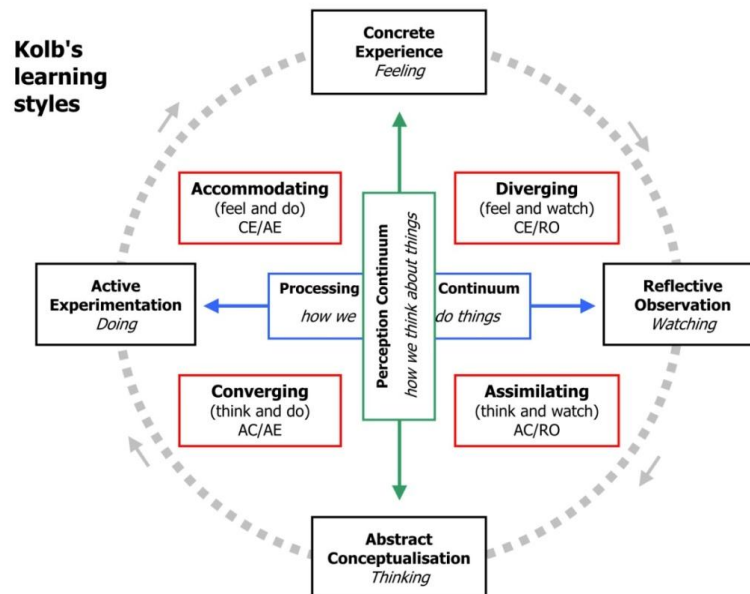 Kolb's
learning
styles
Concrete
Experience
Feeling
Accommodating
(feel and do)
CE/AE
Diverging
(feel and watch)
CE/RO
Active
Experimentation
Doing
Processing Continuum
how we do things
Perception Continuum
how we think about things
Reflective
Observation
Watching
Converging
(think and do)
AC/AE
Assimilating
(think and watch)
AC/RO
Abstract
Conceptualisation
Thinking